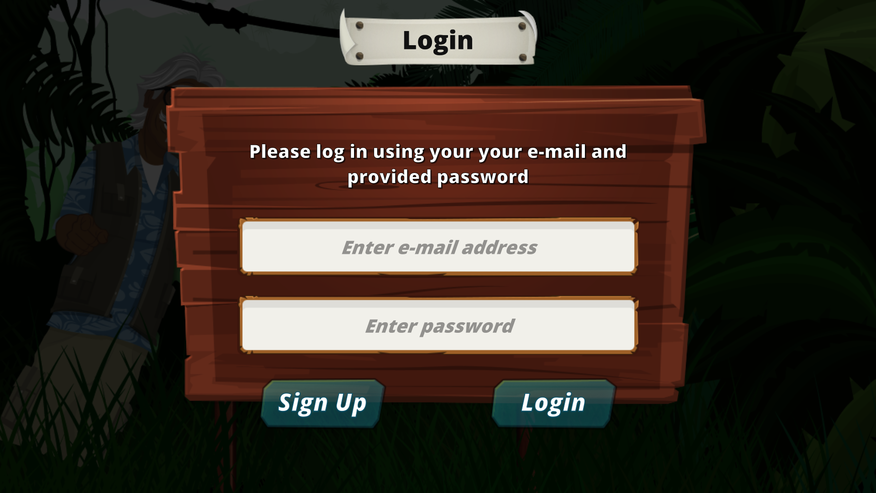 Login
Please log in using your your e-mail and
provided password
Enter e-mail address
Enter password
Sign Up
Login